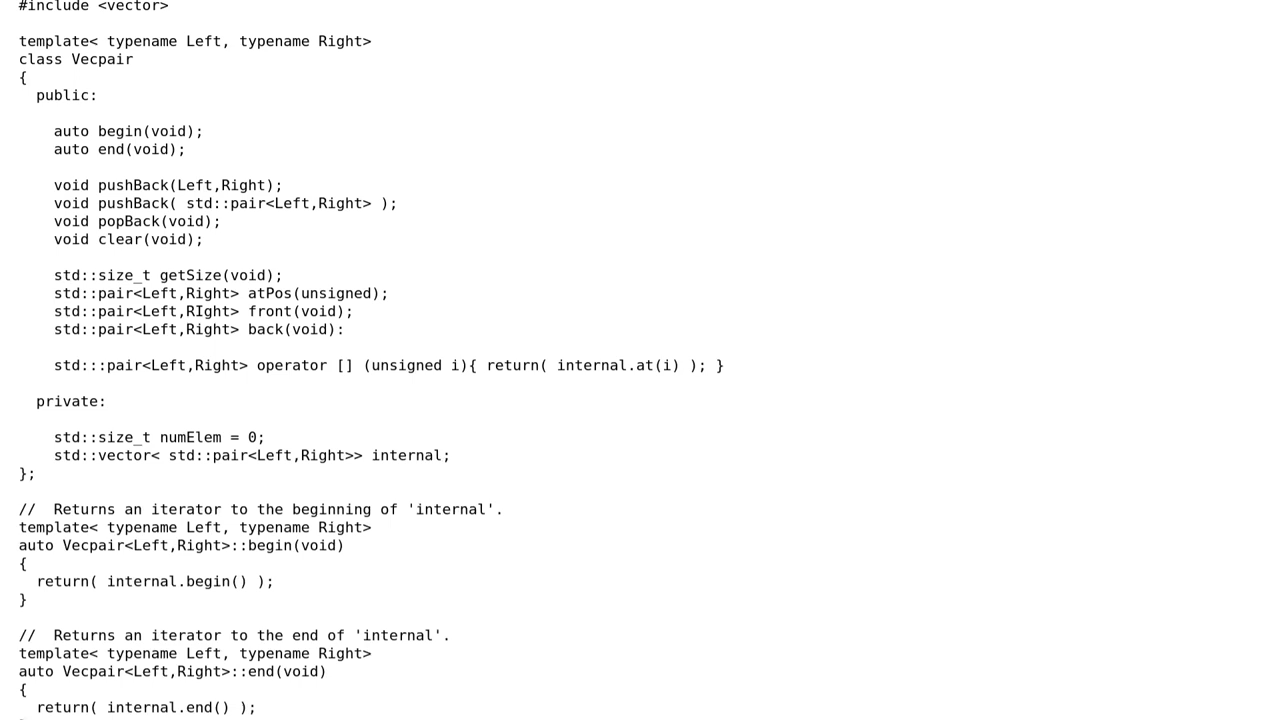 #include <vector>
template< typename Left, typename Right>
class Vecpair
{
  public:
    auto begin(void);
    auto end(void);
    void pushBack(Left,Right);
    void pushBack( std::pair<Left,Right> );
    void popBack(void);
    void clear(void);
    std::size_t getSize(void);
    std::pair<Left,Right> atPos(unsigned);
    std::pair<Left,RIght> front(void);
    std::pair<Left,Right> back(void):
    std:::pair<Left,Right> operator [] (unsigned i){ return( internal.at(i) ); }
  private:
    std::size_t numElem = 0;
    std::vector< std::pair<Left,Right>> internal;
};
//  Returns an iterator to the beginning of 'internal'.
template< typename Left, typename Right>
auto Vecpair<Left,Right>::begin(void)
{
  return( internal.begin() );
}
//  Returns an iterator to the end of 'internal'.
template< typename Left, typename Right>
auto Vecpair<Left,Right>::end(void)
{
  return( internal.end() );